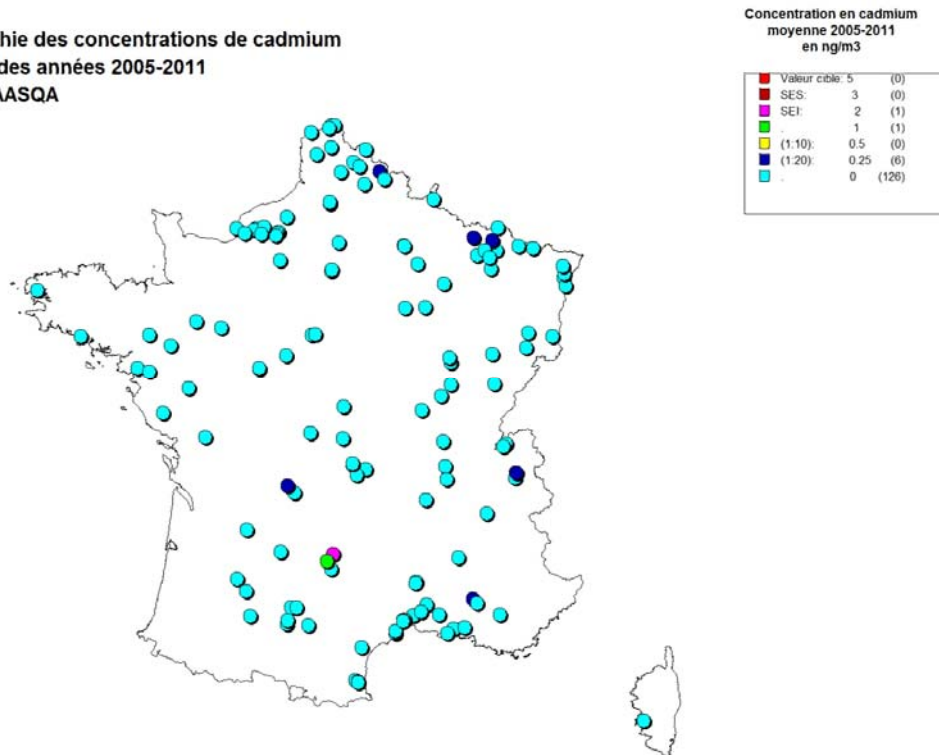 hie des concentrations de cadmium
des années 2005-2011
AASQA
Concentration en cadmium
moyenne 2005-2011
en ng/m3
Valeur cible: 5 (0)
SES: 3 (0)
SEI: 2 (1)
. 1 (1)
(1:10): 0.5 (0)
(1:20): 0.25 (6)
. 0 (126)